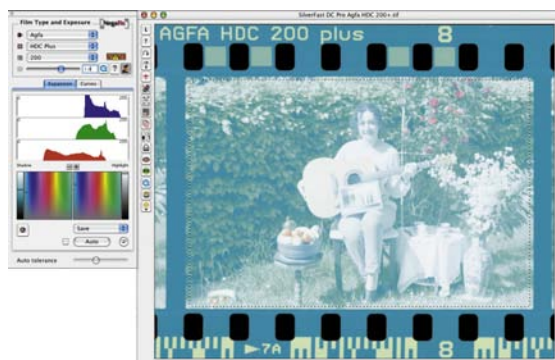 SilverFast DC Pro Agfa HDC 200+.tif
Film Type and Exposure
NegaFix
Agfa
HDC Plus
200
?
Expansion
Curves
Shadow
Highlight
Save
Auto
Auto tolerance
AGFA HDC 200 plus
8
7A
8